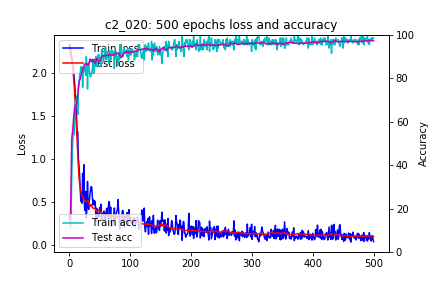 c2_020: 500 epochs loss and accuracy
Train loss
Test loss
Train acc
Test acc
Loss
Accuracy
2.0
1.5
1.0
0.5
0.0
100
80
60
40
20
0
0 100 200 300 400 500